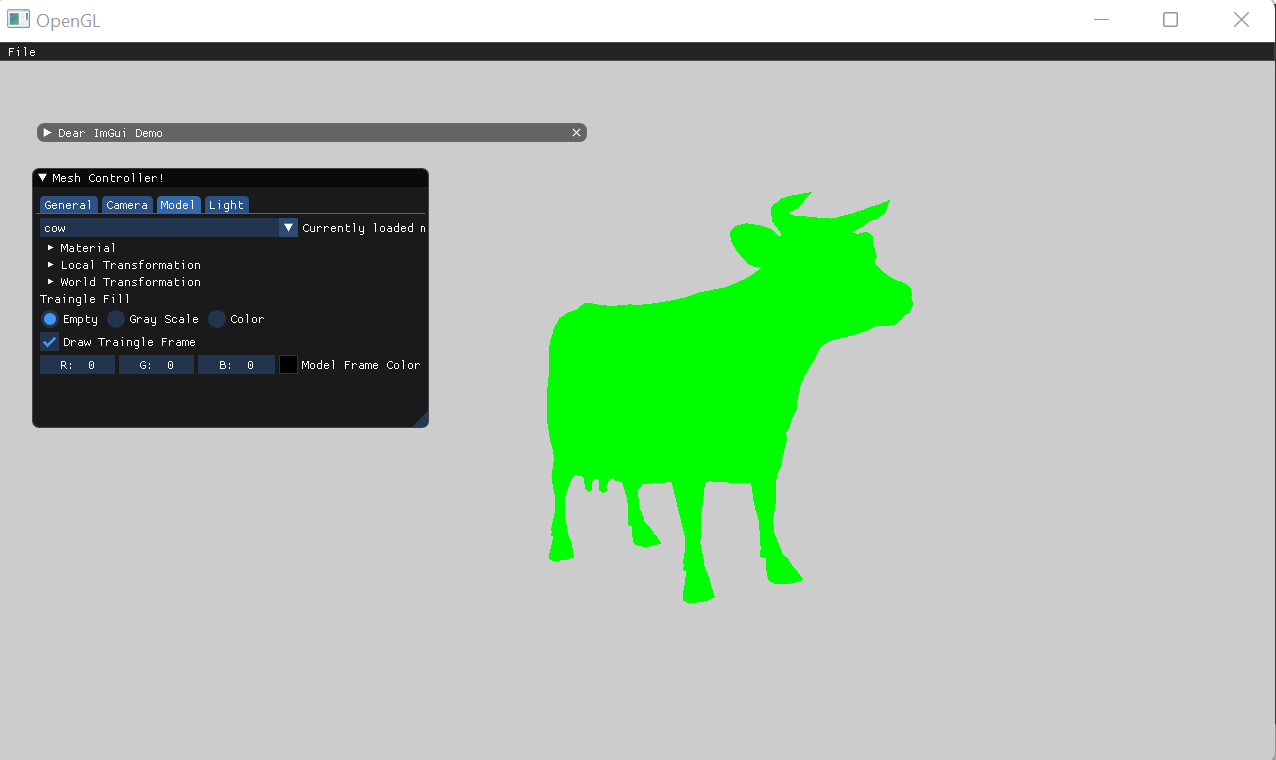 OpenGL
File
Dear ImGui Demo
Mesh Controller!
General Camera Model Light
cow Currently loaded
Material
Local Transformation
World Transformation
Traingle Fill
Empty Gray Scale Color
Draw Traingle Frame
R: 0 G: 0 B: 0 Model Frame Color